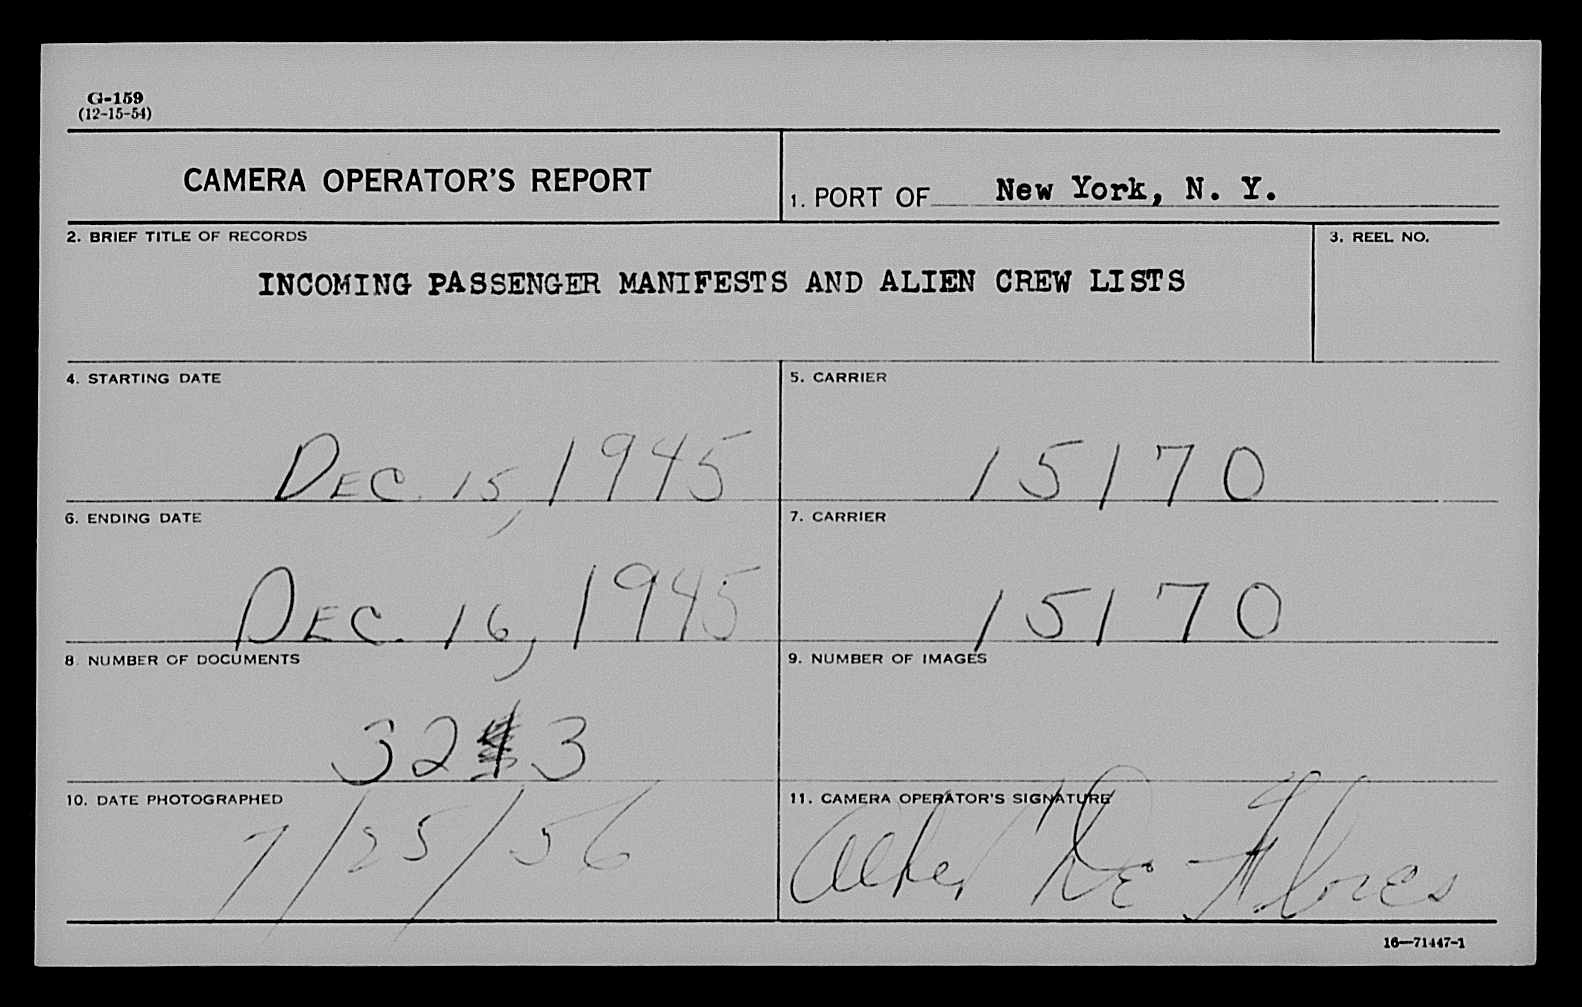 G-159
(12-15-54)
CAMERA OPERATOR'S REPORT
1. PORT OF New York, N. Y.
2. BRIEF TITLE OF RECORDS
3. REEL NO.
INCOMING PASSENGER MANIFESTS AND ALIEN CREW LISTS
4. STARTING DATE
5. CARRIER
DEC. 15, 1945
15170
6. ENDING DATE
7. CARRIER
DEC. 16, 1945
15170
8. NUMBER OF DOCUMENTS
9. NUMBER OF IMAGES
10. DATE PHOTOGRAPHED
11. CAMERA OPERATOR'S SIGNATURE
7/25/56
De Flores
16—71447-1